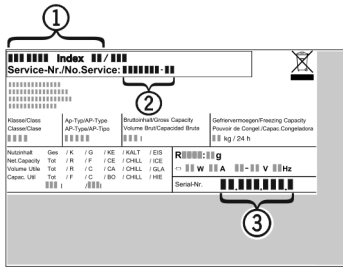 1
Index /
Service-Nr./No.Service: -
2
Klasse/Class Ap-Typ/AP-Type Bruttoinhalt/Gross Capacity Gefriervermoegen/Freezing Capacity
Classe/Clase AP-Type/AP-Tipo Volume Brut/Capacidad Bruta Pouvoir de Congel./Capac.Congeladora
l kg / 24 h
Nutzinhalt Ges / K / G / KE / KALT / EIS
Net.Capacity Tot / R / F / CE / CHILL / ICE
Volume Utile Tot / R / C / CA / CHILL / GLA
Capac. Util Tot / F / C / BO / CHILL / HIE
l / l
R : g
W A - V Hz
Serial-Nr. . . .
3